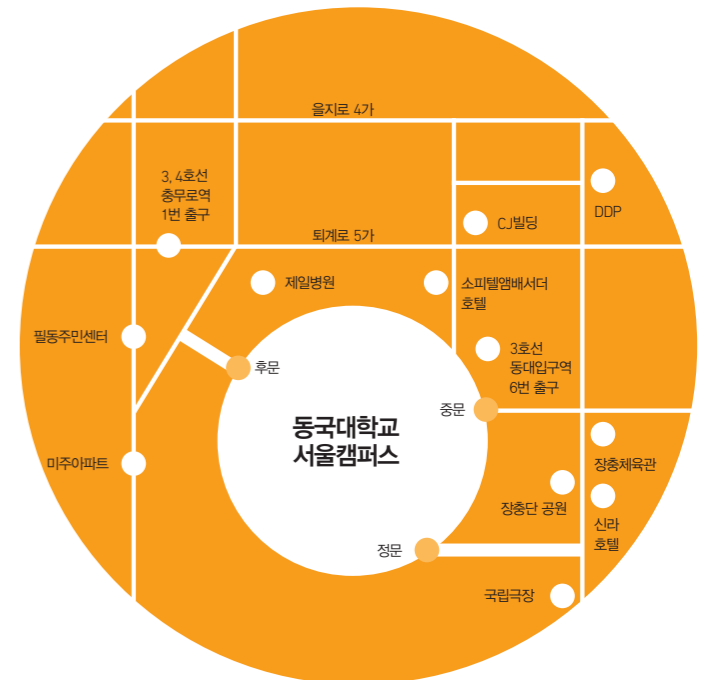 을지로 4가
3, 4호선
충무로역
1번 출구
DDP
CJ빌딩
퇴계로 5가
제일병원
소피텔앰배서더
호텔
필동주민센터
3호선
동대입구역
6번 출구
후문
중문
동국대학교
서울캠퍼스
미주아파트
장충체육관
장충단 공원
신라
호텔
정문
국립극장